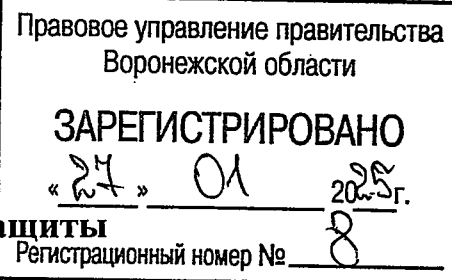 Правовое управление правительства
Воронежской области
ЗАРЕГИСТРИРОВАНО
« 27 » 01 2025г.
ащиты
Регистрационный номер № 8